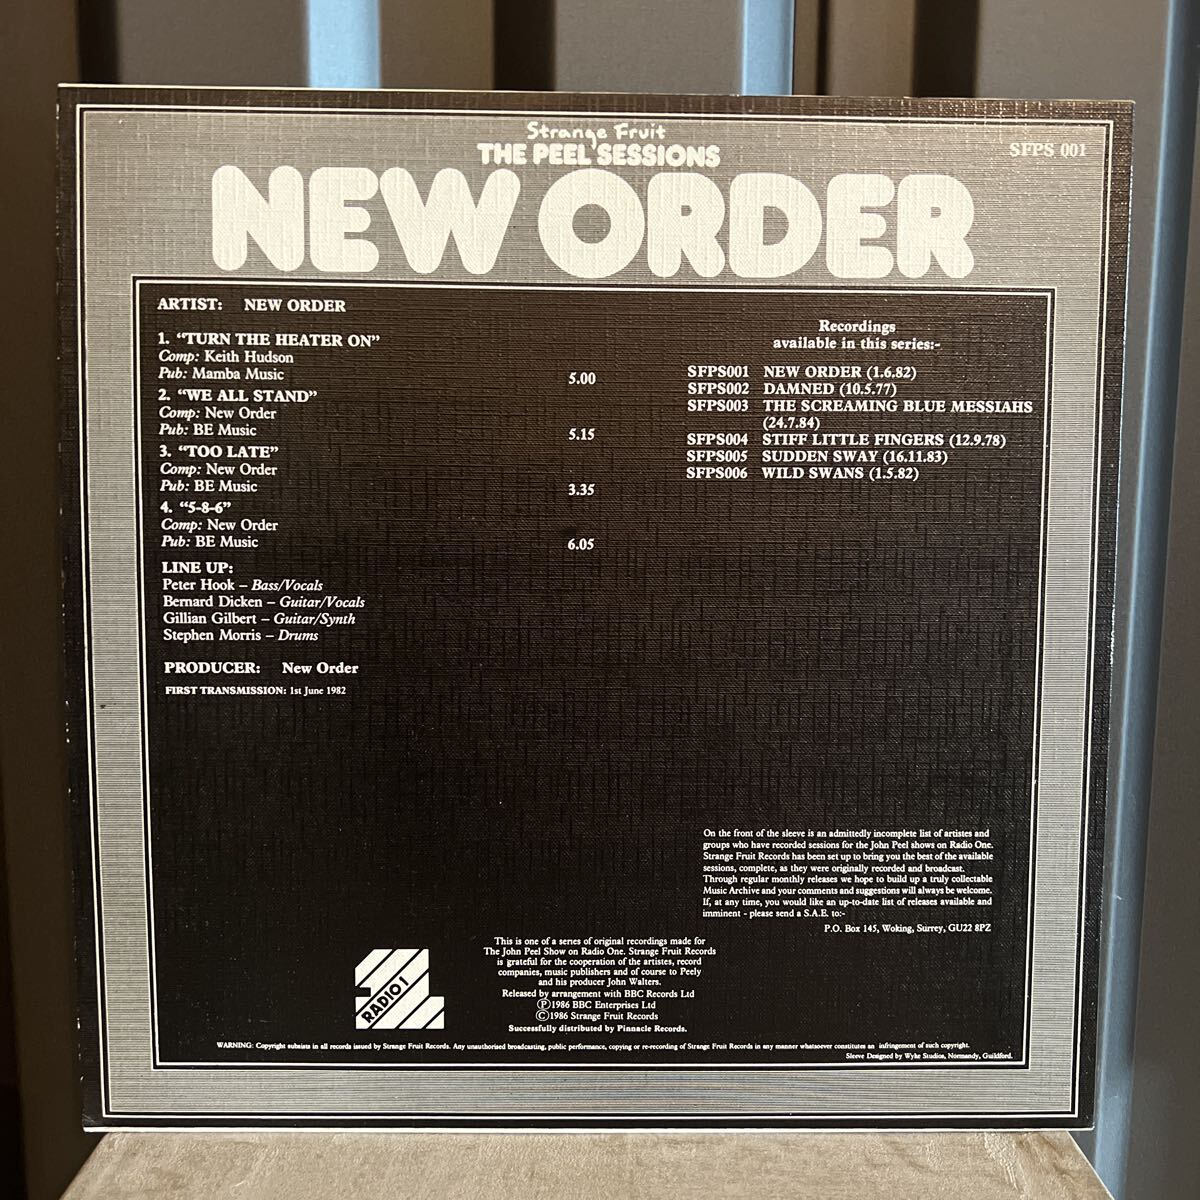 Strange Fruit
THE PEEL SESSIONS
SFPS 001
NEW ORDER
ARTIST: NEW ORDER
1. "TURN THE HEATER ON"
Comp: Keith Hudson
Pub: Mamba Music 5.00
2. "WE ALL STAND"
Comp: New Order
Pub: BE Music 5.15
3. "TOO LATE"
Comp: New Order
Pub: BE Music 3.35
4. "5-8-6"
Comp: New Order
Pub: BE Music 6.05
LINE UP:
Peter Hook – Bass/Vocals
Bernard Dicken – Guitar/Vocals
Gillian Gilbert – Guitar/Synth
Stephen Morris – Drums
PRODUCER: New Order
FIRST TRANSMISSION: 1st June 1982
Recordings
available in this series:-
SFPS001 NEW ORDER (1.6.82)
SFPS002 DAMNED (10.5.77)
SFPS003 THE SCREAMING BLUE MESSIAHS
(24.7.84)
SFPS004 STIFF LITTLE FINGERS (12.9.78)
SFPS005 SUDDEN SWAY (16.11.83)
SFPS006 WILD SWANS (1.5.82)
On the front of the sleeve is an admittedly incomplete list of artistes and
groups who have recorded sessions for the John Peel shows on Radio One.
Strange Fruit Records has been set up to bring you the best of the available
sessions, complete, as they were originally recorded and broadcast.
Through regular monthly releases we hope to build up a truly collectable
Music Archive and your comments and suggestions will always be welcome.
If, at any time, you would like an up-to-date list of releases available and
imminent - please send a S.A.E. to:-
P.O. Box 145, Woking, Surrey, GU22 8PZ
RADIO 1
This is one of a series of original recordings made for
The John Peel Show on Radio One. Strange Fruit Records
is grateful for the cooperation of the artistes, record
companies, music publishers and of course to Peely
and his producer John Walters.
Released by arrangement with BBC Records Ltd
Ⓟ1986 BBC Enterprises Ltd
©1986 Strange Fruit Records
Successfully distributed by Pinnacle Records.
WARNING: Copyright subsists in all records issued by Strange Fruit Records. Any unauthorised broadcasting, public performance, copying or re-recording of Strange Fruit Records in any manner whatsoever constitutes an infringement of such copyright.
Sleeve Designed by Wyke Studios, Normandy, Guildford.